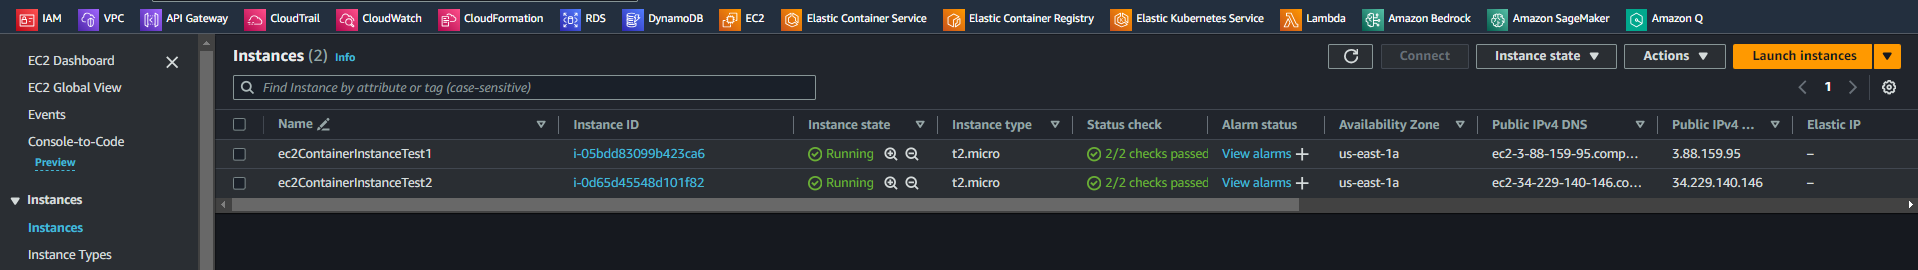 IAM VPC API Gateway CloudTrail CloudWatch CloudFormation RDS DynamoDB EC2 Elastic Container Service Elastic Container Registry Elastic Kubernetes Service Lambda Amazon Bedrock Amazon SageMaker Amazon Q
EC2 Dashboard
EC2 Global View
Events
Console-to-Code
Preview
Instances
Instances
Instance Types
Instances (2) Info Connect Instance state Actions Launch instances
Find Instance by attribute or tag (case-sensitive) 1
Name Instance ID Instance state Instance type Status check Alarm status Availability Zone Public IPv4 DNS Public IPv4 ... Elastic IP
ec2ContainerInstanceTest1 i-05bdd83099b423ca6 Running t2.micro 2/2 checks passed View alarms + us-east-1a ec2-3-88-159-95.comp... 3.88.159.95 –
ec2ContainerInstanceTest2 i-0d65d45548d101f82 Running t2.micro 2/2 checks passed View alarms + us-east-1a ec2-34-229-140-146.co... 34.229.140.146 –